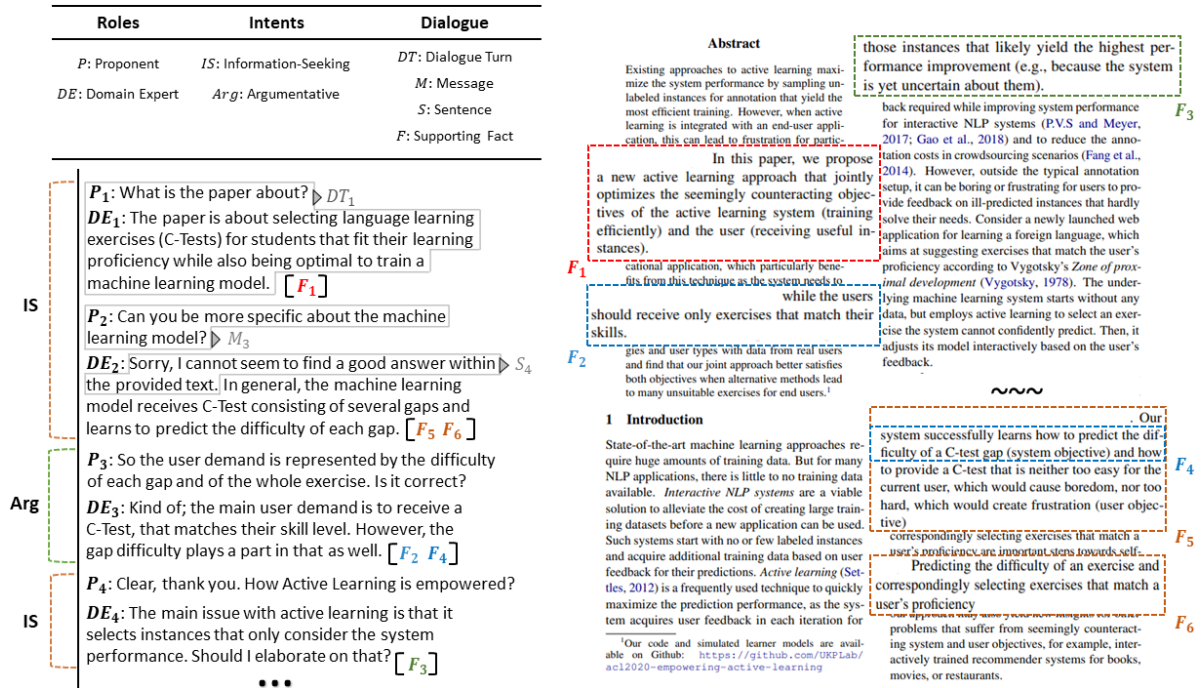 Roles Intents Dialogue
P: Proponent
DE: Domain Expert
IS: Information-Seeking
Arg: Argumentative
DT: Dialogue Turn
M: Message
S: Sentence
F: Supporting Fact
IS
P1: What is the paper about? DT1
DE1: The paper is about selecting language learning
exercises (C-Tests) for students that fit their learning
proficiency while also being optimal to train a
machine learning model. [F1]
P2: Can you be more specific about the machine
learning model? M3
DE2: Sorry, I cannot seem to find a good answer within S4
the provided text. In general, the machine learning
model receives C-Test consisting of several gaps and
learns to predict the difficulty of each gap. [F5 F6]
Arg
P3: So the user demand is represented by the difficulty
of each gap and of the whole exercise. Is it correct?
DE3: Kind of; the main user demand is to receive a
C-Test, that matches their skill level. However, the
gap difficulty plays a part in that as well. [F2 F4]
IS
P4: Clear, thank you. How Active Learning is empowered?
DE4: The main issue with active learning is that it
selects instances that only consider the system
performance. Should I elaborate on that? [F3]
...
Abstract
Existing approaches to active learning maxi-
mize the system performance by sampling un-
labeled instances for annotation that yield the
most efficient training. However, when active
learning is integrated with an end-user appli-
cation, this can lead to frustration for partic-
In this paper, we propose
a new active learning approach that jointly
optimizes the seemingly counteracting objec-
tives of the active learning system (training
efficiently) and the user (receiving useful in-
stances).
F1
cational application, which particularly bene-
fits from this technique as the system needs to
while the users
should receive only exercises that match their
skills.
F2
gies and user types with data from real users
and find that our joint approach better satisfies
both objectives when alternative methods lead
to many unsuitable exercises for end users.1
1 Introduction
State-of-the-art machine learning approaches re-
quire huge amounts of training data. But for many
NLP applications, there is little to no training data
available. Interactive NLP systems are a viable
solution to alleviate the cost of creating large train-
ing datasets before a new application can be used.
Such systems start with no or few labeled instances
and acquire additional training data based on user
feedback for their predictions. Active learning (Set-
tles, 2012) is a frequently used technique to quickly
maximize the prediction performance, as the sys-
tem acquires user feedback in each iteration for
1Our code and simulated learner models are avail-
able on Github: https://github.com/UKPLab/
acl2020-empowering-active-learning
those instances that likely yield the highest per-
formance improvement (e.g., because the system
is yet uncertain about them).
F3
back required while improving system performance
for interactive NLP systems (P.V.S and Meyer,
2017; Gao et al., 2018) and to reduce the anno-
tation costs in crowdsourcing scenarios (Fang et al.,
2014). However, outside the typical annotation
setup, it can be boring or frustrating for users to pro-
vide feedback on ill-predicted instances that hardly
solve their needs. Consider a newly launched web
application for learning a foreign language, which
aims at suggesting exercises that match the user's
proficiency according to Vygotsky's Zone of prox-
imal development (Vygotsky, 1978). The under-
lying machine learning system starts without any
data, but employs active learning to select an exer-
cise the system cannot confidently predict. Then, it
adjusts its model interactively based on the user's
feedback.
~~~
. Our
system successfully learns how to predict the dif-
ficulty of a C-test gap (system objective) and how
F4
to provide a C-test that is neither too easy for the
current user, which would cause boredom, nor too
hard, which would create frustration (user objec-
tive)
F5
correspondingly selecting exercises that match a
user's proficiency are important steps towards self-
Predicting the difficulty of an exercise and
correspondingly selecting exercises that match a
user's proficiency
F6
problems that suffer from seemingly counteract-
ing system and user objectives, for example, inter-
actively trained recommender systems for books,
movies, or restaurants.